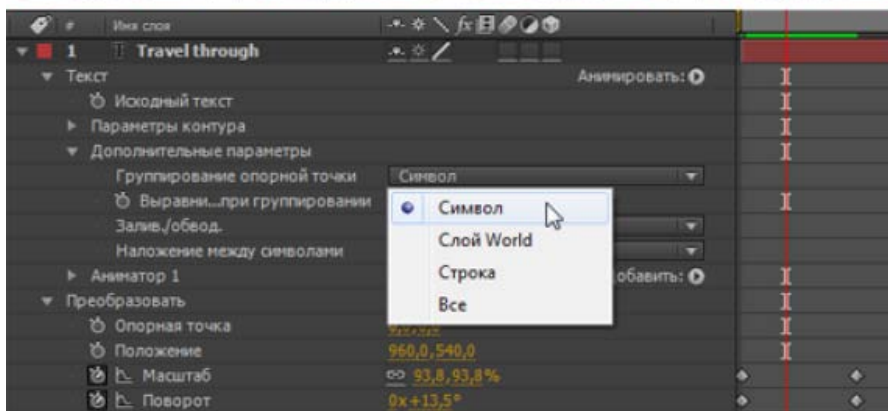 # Имя слоя fx
1 T Travel through
Текст Анимировать:
Исходный текст
Параметры контура
Дополнительные параметры
Группирование опорной точки Символ
Выравни...при группировании Символ
Залив./обвод.
Слой World
Наложение между символами
Строка
Аниматор 1 обавить:
Преобразовать Все
Опорная точка
Положение 960,0,540,0
Масштаб 93,8,93,8%
Поворот 0x+13,5°